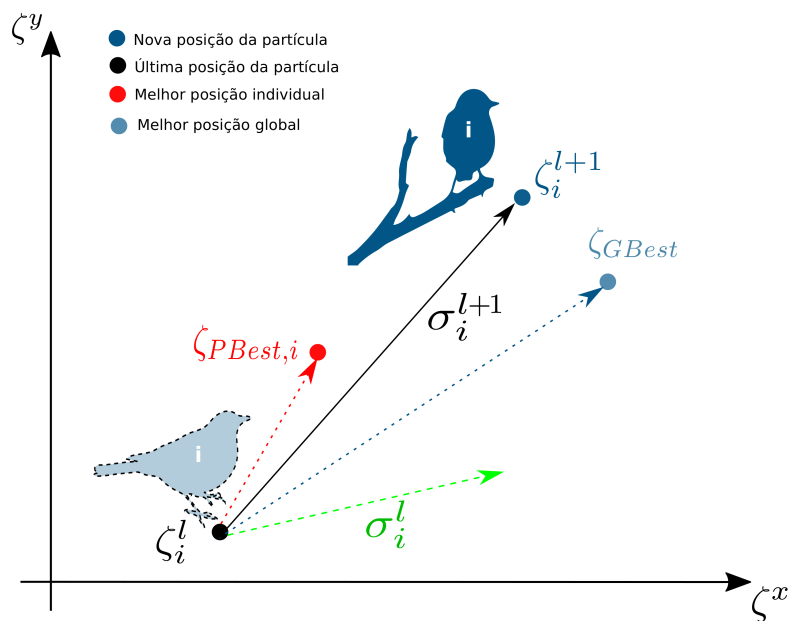 ζ^y
Nova posição da partícula
Última posição da partícula
Melhor posição individual
Melhor posição global
i
ζ_i^{l+1}
ζ_{GBest}
σ_i^{l+1}
ζ_{PBest,i}
i
σ_i^l
ζ_i^l
ζ^x